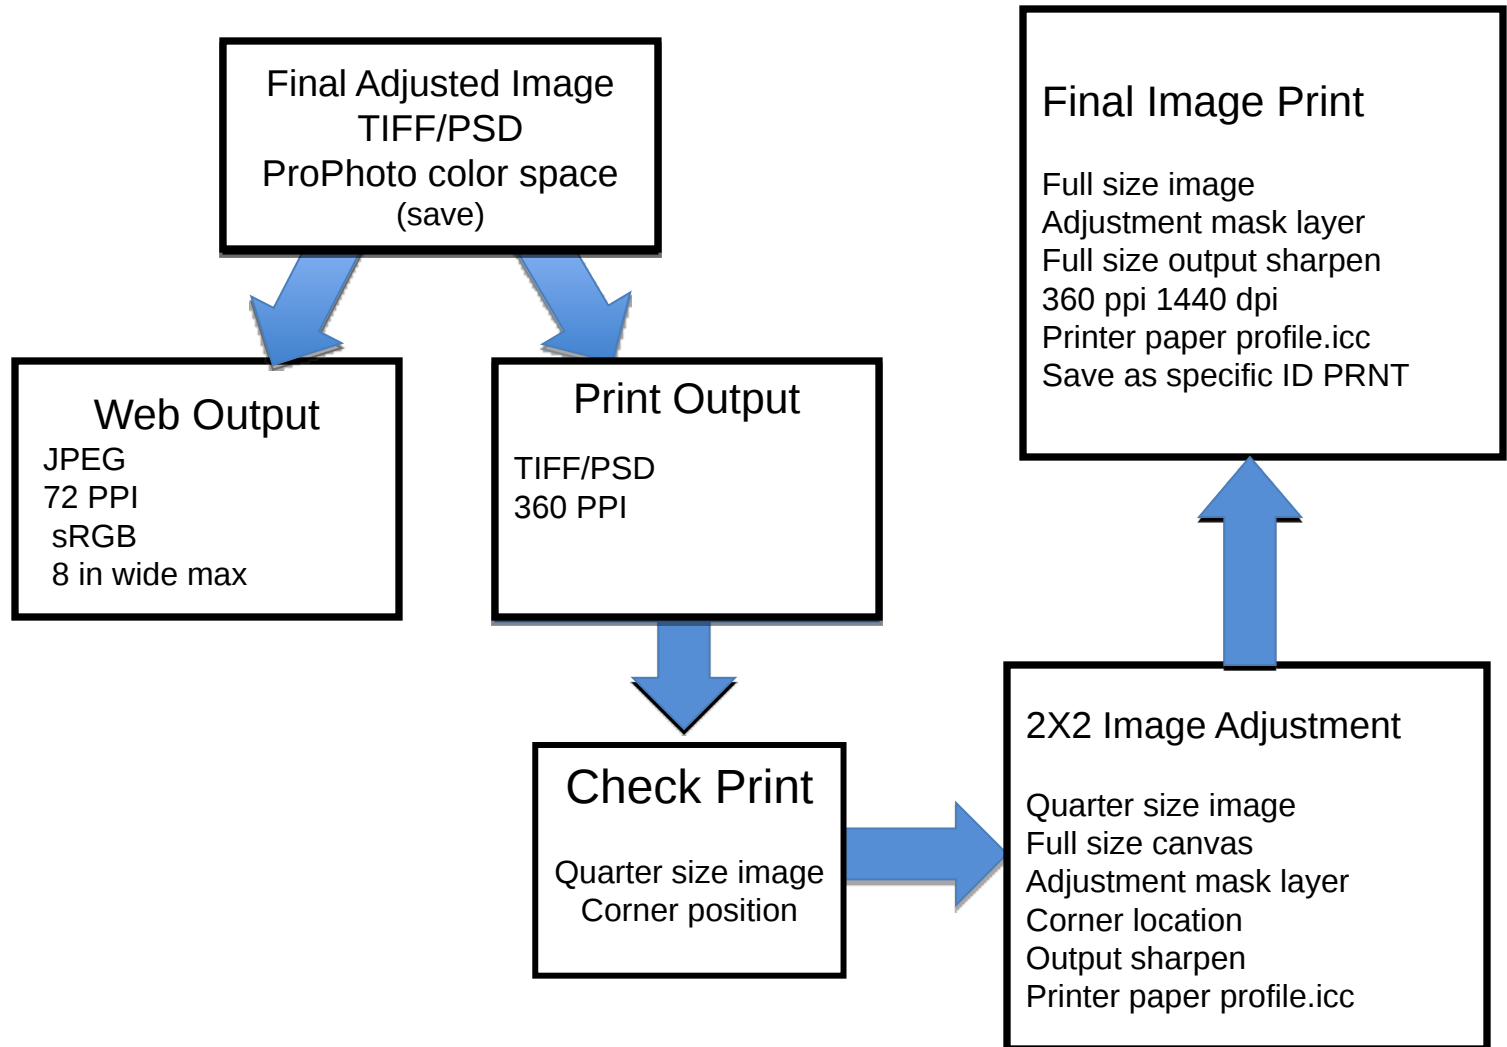 Final Adjusted Image
TIFF/PSD
ProPhoto color space
(save)
Web Output
JPEG
72 PPI
sRGB
8 in wide max
Print Output
TIFF/PSD
360 PPI
Check Print
Quarter size image
Corner position
2X2 Image Adjustment
Quarter size image
Full size canvas
Adjustment mask layer
Corner location
Output sharpen
Printer paper profile.icc
Final Image Print
Full size image
Adjustment mask layer
Full size output sharpen
360 ppi 1440 dpi
Printer paper profile.icc
Save as specific ID PRNT